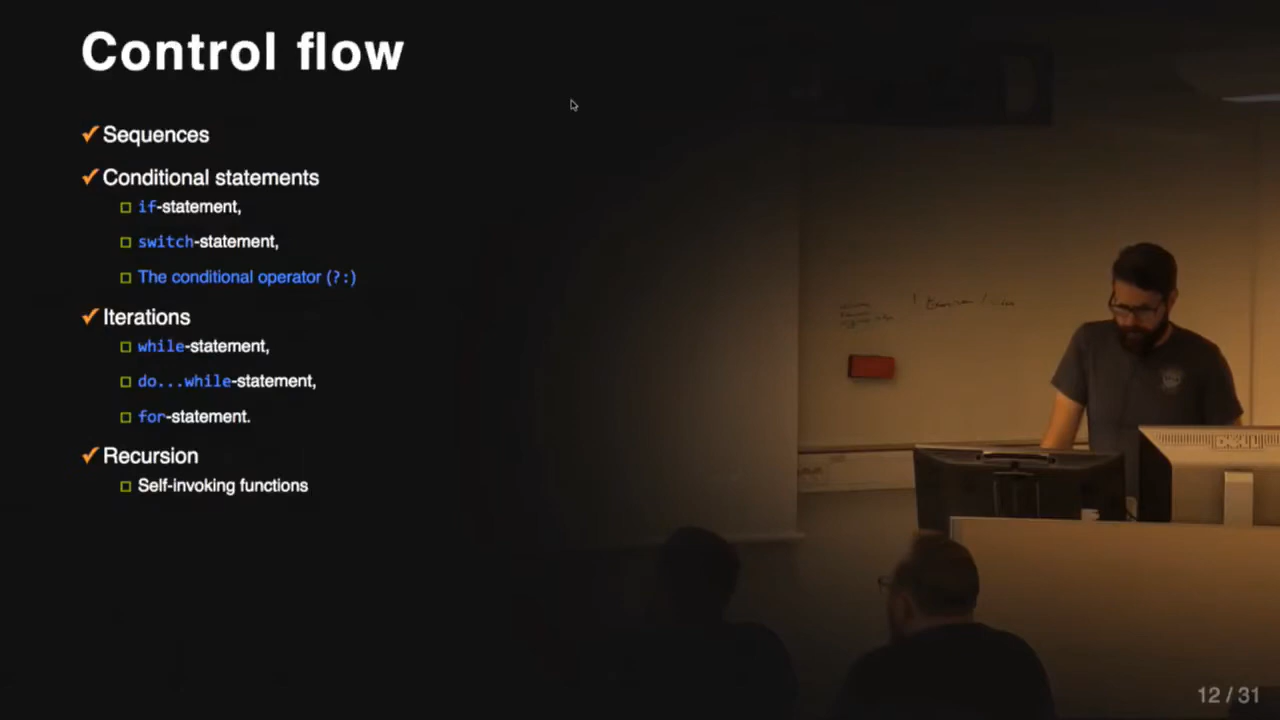 Control flow
✓ Sequences
✓ Conditional statements
□ if-statement,
□ switch-statement,
□ The conditional operator (?:)
✓ Iterations
□ while-statement,
□ do...while-statement,
□ for-statement.
✓ Recursion
□ Self-invoking functions
DELL
12 / 31